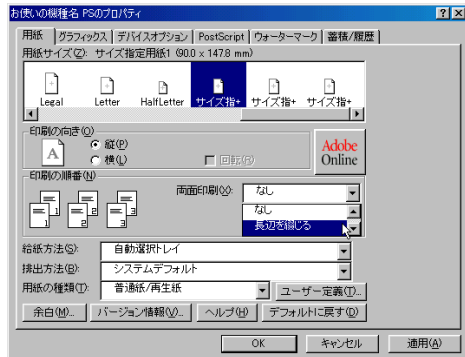 お使いの機種名 PSのプロパティ
用紙 グラフィックス デバイスオプション PostScript ウォーターマーク 蓄積/履歴
用紙サイズ(Z): サイズ指定用紙1 (90.0 x 147.8 mm)
Legal Letter HalfLetter サイズ指+ サイズ指+ サイズ指+
印刷の向き(O)
A
縦(P)
横(L)
回転(R)
Adobe
Online
印刷の順番(N)
両面印刷(X): なし
なし
長辺を綴じる
1 1 2 2 3 3
給紙方法(S): 自動選択トレイ
排出方法(B): システムデフォルト
用紙の種類(T): 普通紙/再生紙
ユーザー定義(I)...
余白(M)... バージョン情報(V)... ヘルプ(H) デフォルトに戻す(D)
OK キャンセル 適用(A)